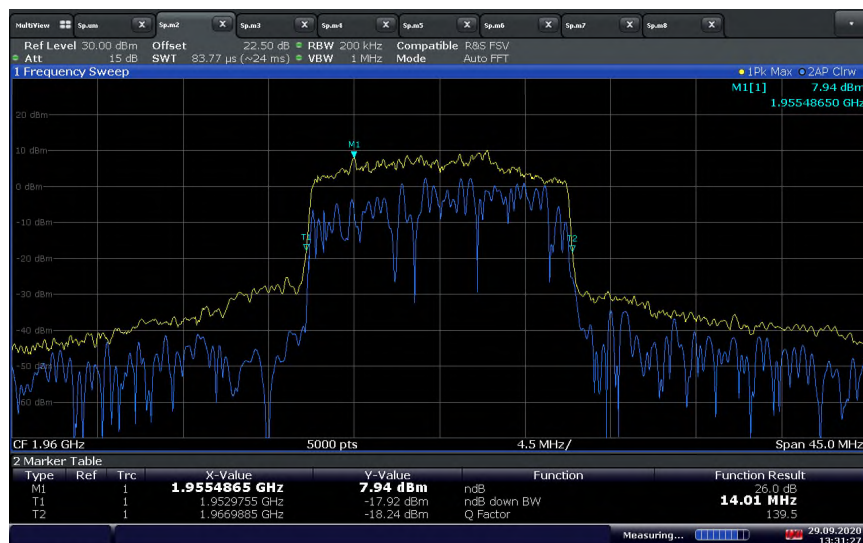 MultiView Sp.um X Sp.m2 X Sp.m3 X Sp.m4 X Sp.m5 X Sp.m6 X Sp.m7 X Sp.m8 X
Ref Level 30.00 dBm Offset 22.50 dB RBW 200 kHz Compatible R&S FSV
Att 15 dB SWT 83.77 µs (~24 ms) VBW 1 MHz Mode Auto FFT
1 Frequency Sweep 1Pk Max 2AP Clrw
M1[1] 7.94 dBm
1.95548650 GHz
20 dBm
10 dBm
M1
0 dBm
-10 dBm
T1 T2
-20 dBm
-30 dBm
-40 dBm
-50 dBm
-60 dBm
CF 1.96 GHz 5000 pts 4.5 MHz/ Span 45.0 MHz
2 Marker Table
Type Ref Trc X-Value Y-Value Function Function Result
M1 1 1.9554865 GHz 7.94 dBm ndB 26.0 dB
T1 1 1.9529755 GHz -17.92 dBm ndB down BW 14.01 MHz
T2 1 1.9669885 GHz -18.24 dBm Q Factor 139.5
Measuring... 29.09.2020
13:31:27